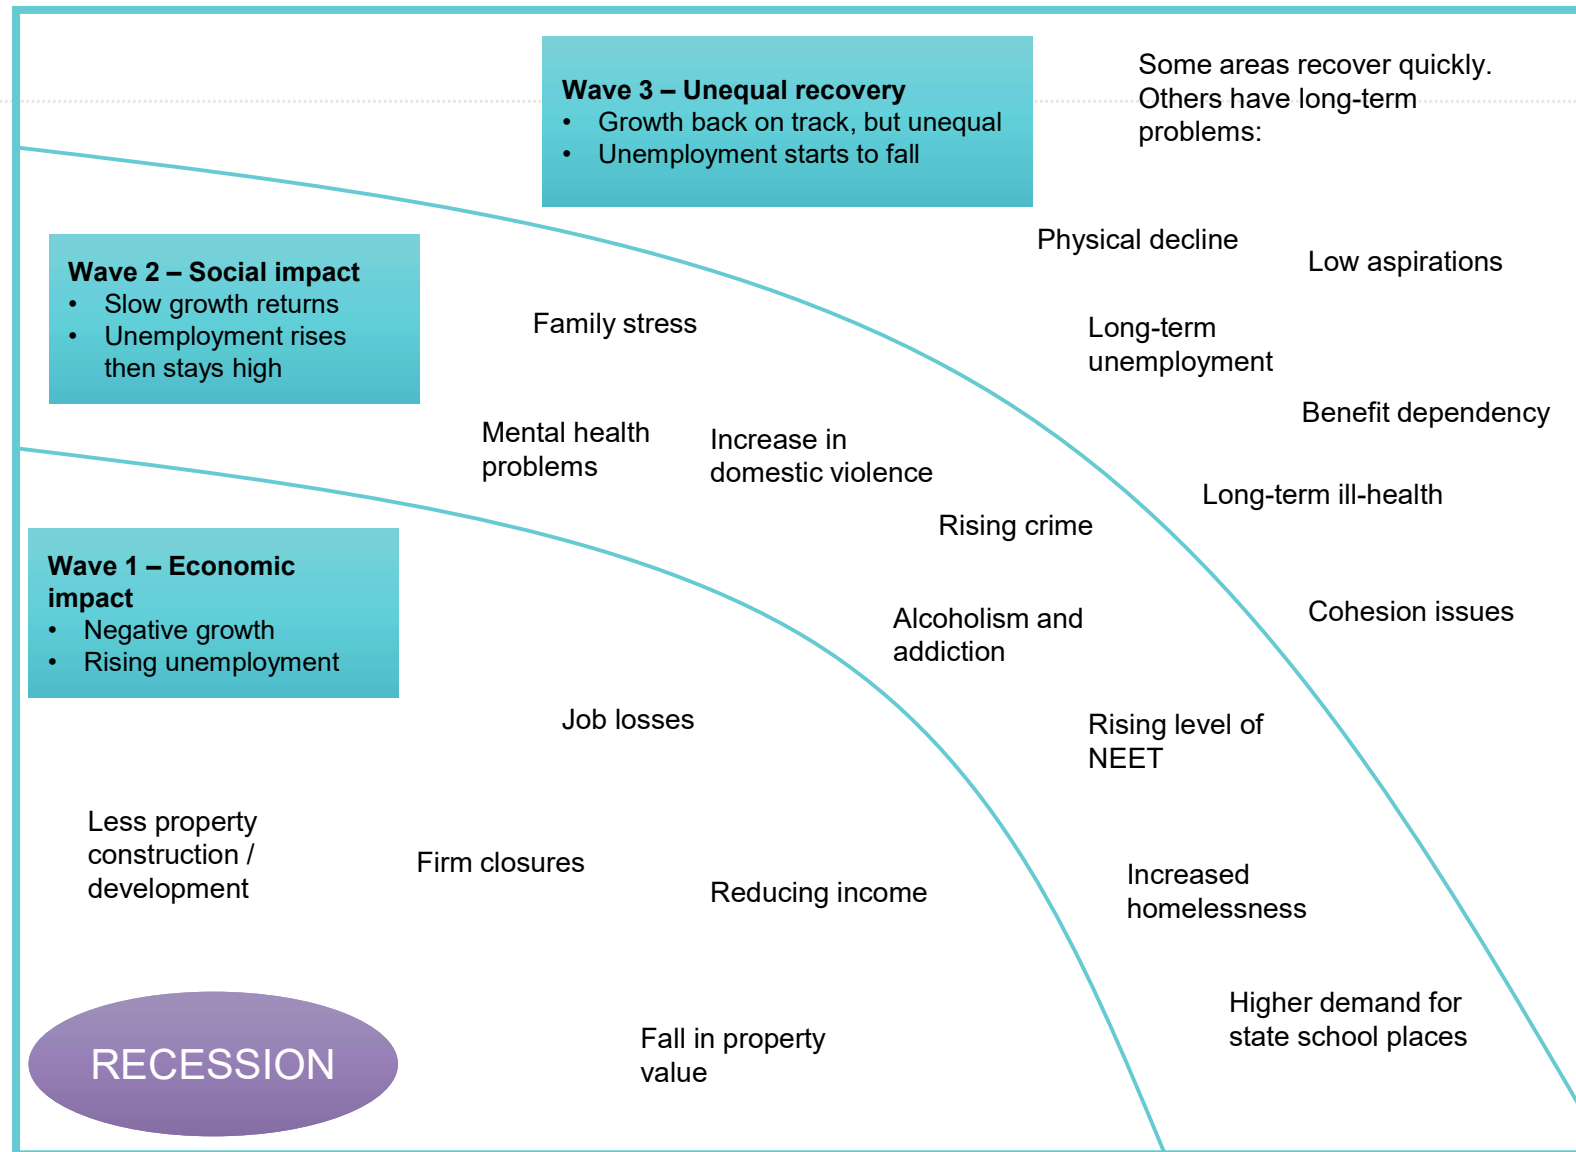 Wave 3 – Unequal recovery
• Growth back on track, but unequal
• Unemployment starts to fall
Some areas recover quickly.
Others have long-term
problems:
Physical decline
Low aspirations
Long-term
unemployment
Benefit dependency
Long-term ill-health
Cohesion issues
Wave 2 – Social impact
• Slow growth returns
• Unemployment rises
then stays high
Family stress
Mental health
problems
Increase in
domestic violence
Rising crime
Alcoholism and
addiction
Rising level of
NEET
Increased
homelessness
Higher demand for
state school places
Wave 1 – Economic
impact
• Negative growth
• Rising unemployment
Job losses
Less property
construction /
development
Firm closures
Reducing income
Fall in property
value
RECESSION